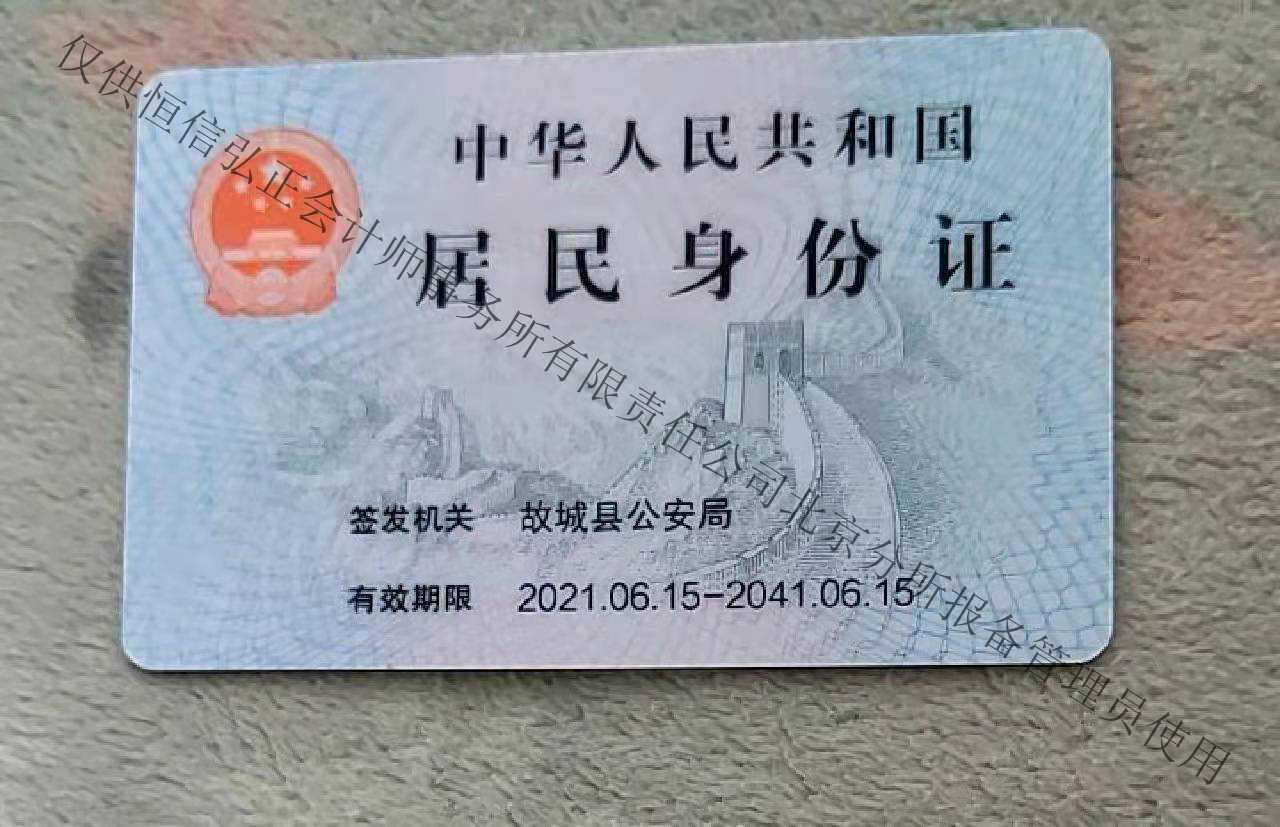 中华人民共和国
居民身份证
签发机关 故城县公安局
有效期限 2021.06.15-2041.06.15
仅供恒信弘正会计师事务所有限责任公司北京分所报备管理员使用